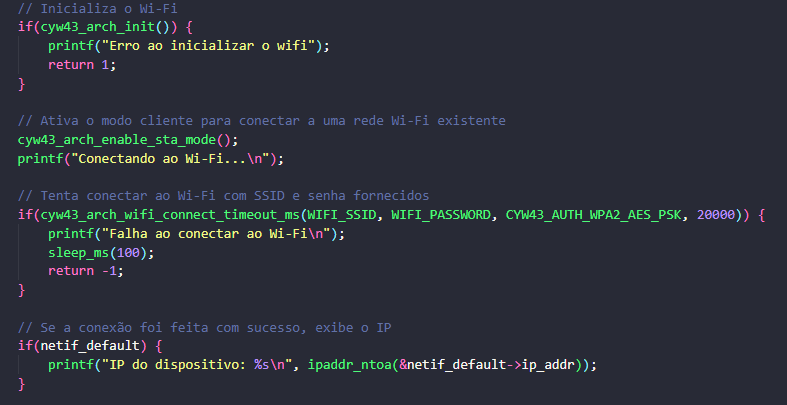 // Inicializa o Wi-Fi
if(cyw43_arch_init()) {
    printf("Erro ao inicializar o wifi");
    return 1;
}

// Ativa o modo cliente para conectar a uma rede Wi-Fi existente
cyw43_arch_enable_sta_mode();
printf("Conectando ao Wi-Fi...\n");

// Tenta conectar ao Wi-Fi com SSID e senha fornecidos
if(cyw43_arch_wifi_connect_timeout_ms(WIFI_SSID, WIFI_PASSWORD, CYW43_AUTH_WPA2_AES_PSK, 20000)) {
    printf("Falha ao conectar ao Wi-Fi\n");
    sleep_ms(100);
    return -1;
}

// Se a conexão foi feita com sucesso, exibe o IP
if(netif_default) {
    printf("IP do dispositivo: %s\n", ipaddr_ntoa(&netif_default->ip_addr));
}